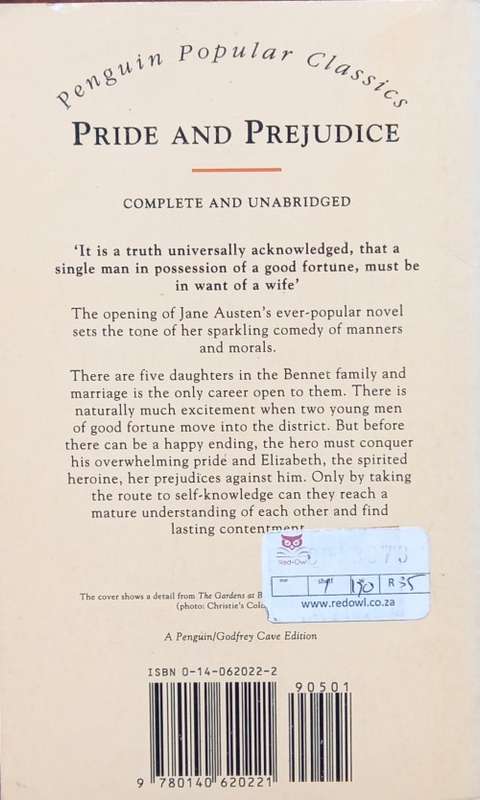 Penguin Popular Classics
PRIDE AND PREJUDICE
COMPLETE AND UNABRIDGED
‘It is a truth universally acknowledged, that a
single man in possession of a good fortune, must be
in want of a wife’
The opening of Jane Austen’s ever-popular novel
sets the tone of her sparkling comedy of manners
and morals.
There are five daughters in the Bennet family and
marriage is the only career open to them. There is
naturally much excitement when two young men
of good fortune move into the district. But before
there can be a happy ending, the hero must conquer
his overwhelming pride and Elizabeth, the spirited
heroine, her prejudices against him. Only by taking
the route to self-knowledge can they reach a
mature understanding of each other and find
lasting contentment
Red-Owl
R 35
www.redowl.co.za
The cover shows a detail from The Gardens at
(photo: Christie’s
A Penguin/Godfrey Cave Edition
ISBN 0-14-062022-2
90501
9 780140 620221